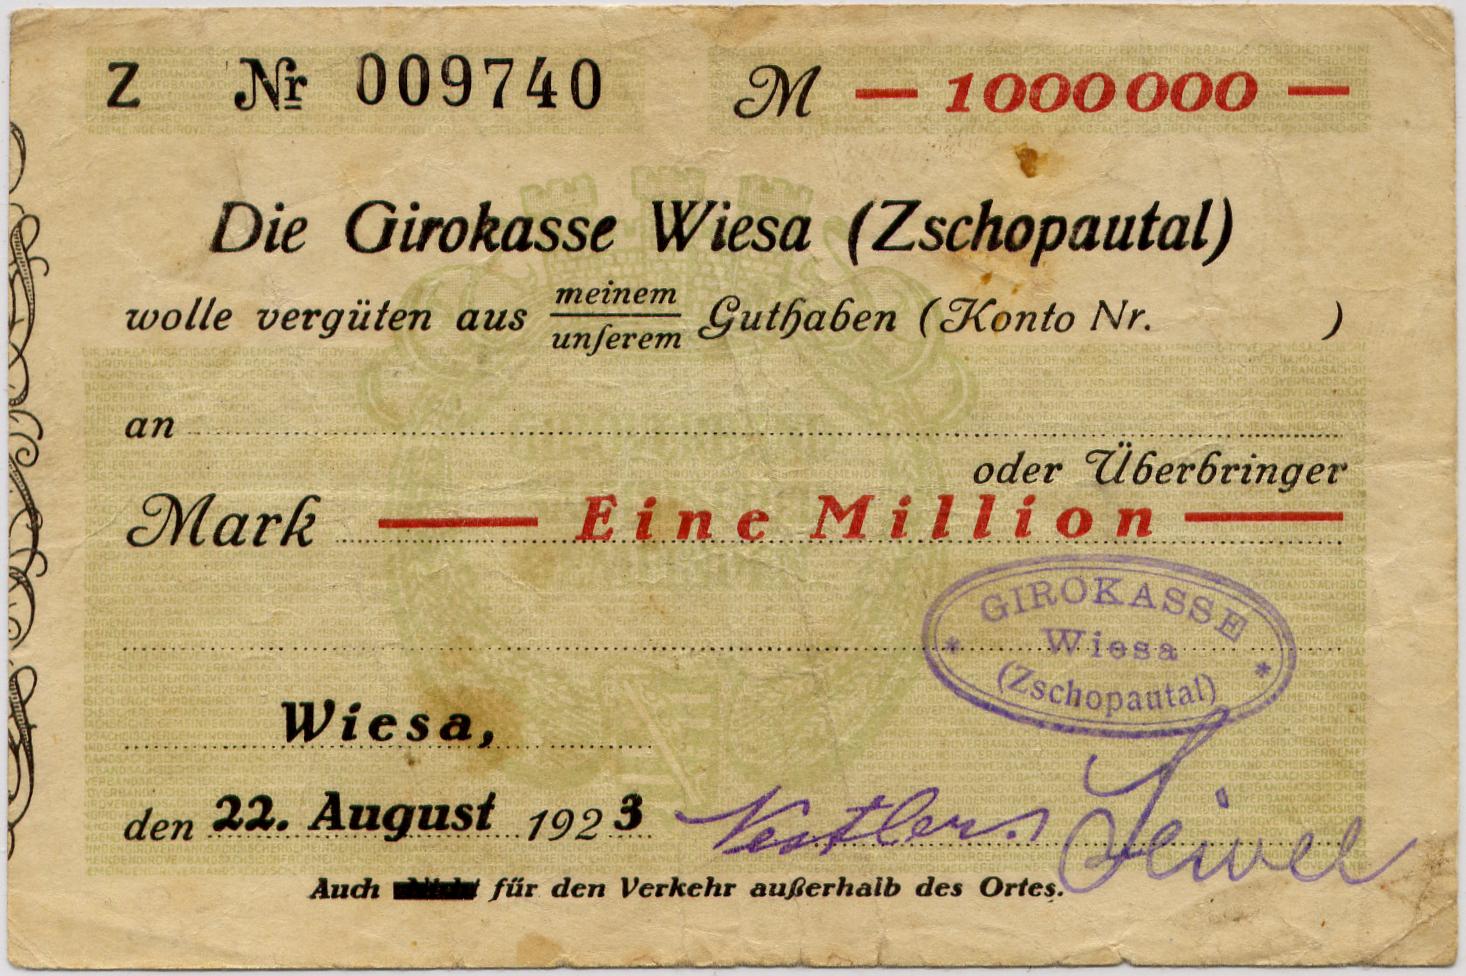 Z Nr 009740 M — 1000000 —
Die Girokasse Wiesa (Zschopautal)
wolle vergüten aus meinem
unserem Guthaben (Konto Nr. )
an
oder Überbringer
Mark — Eine Million —
GIROKASSE
* Wiesa *
(Zschopautal)
Wiesa,
den 22. August 1923
Auch für den Verkehr außerhalb des Ortes.